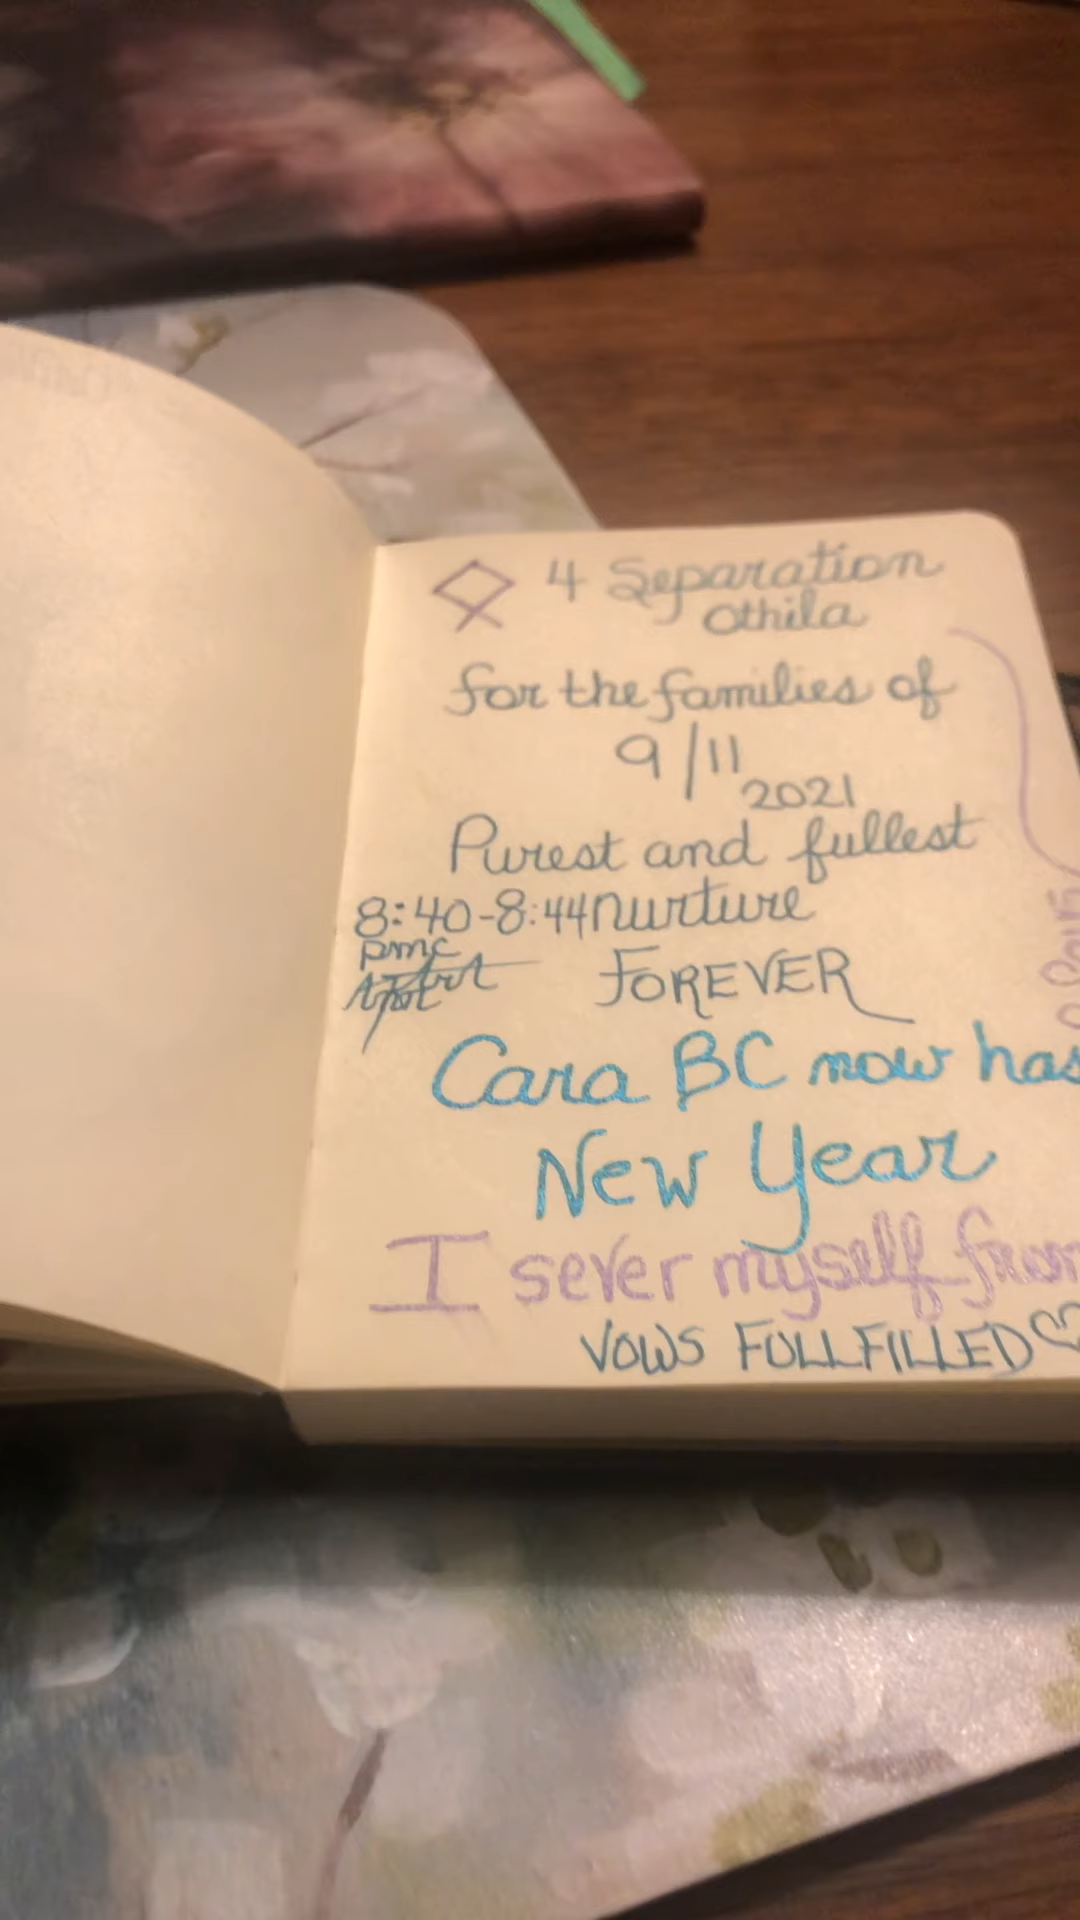 4 Separation
Othila
for the families of
9/11
2021
Purest and fullest
8:40-8:44 nurture
pmc
FOREVER
Cara BC now has
New Year
I sever myself from
VOWS FULLFILLED